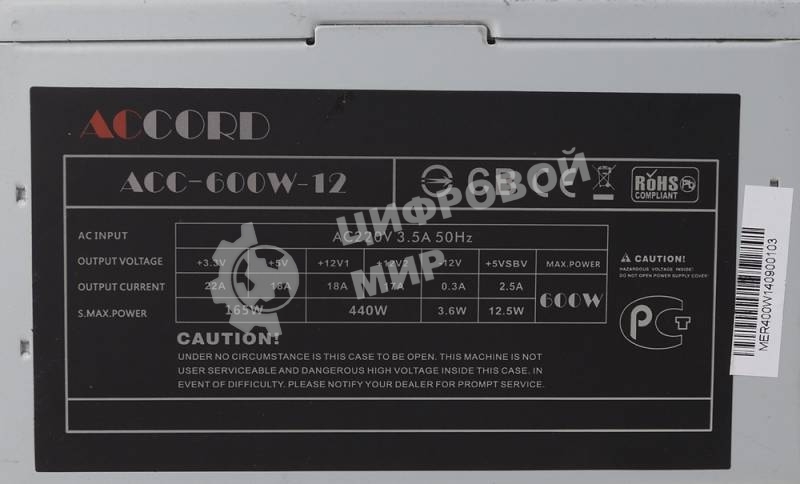 ACCORD
ACC-600W-12
GB CE RoHS COMPLIANT Pb
AC INPUT AC220V 3.5A 50Hz
OUTPUT VOLTAGE +3.3V +5V +12V1 +12V2 -12V +5VSBV MAX.POWER
OUTPUT CURRENT 22A 18A 18A 17A 0.3A 2.5A 600W
S.MAX.POWER 165W 440W 3.6W 12.5W
CAUTION!
HAZARDOUS VOLTAGE INSIDE!
DO NOT OPEN POWER SUPPLY COVER.
РСТ
CAUTION!
UNDER NO CIRCUMSTANCE IS THIS CASE TO BE OPEN. THIS MACHINE IS NOT
USER SERVICEABLE AND DANGEROUS HIGH VOLTAGE INSIDE THIS CASE. IN
EVENT OF DIFFICULTY. PLEASE NOTIFY YOUR DEALER FOR PROMPT SERVICE.
MER400W140900103
ЦИФРОВОЙ
МИР